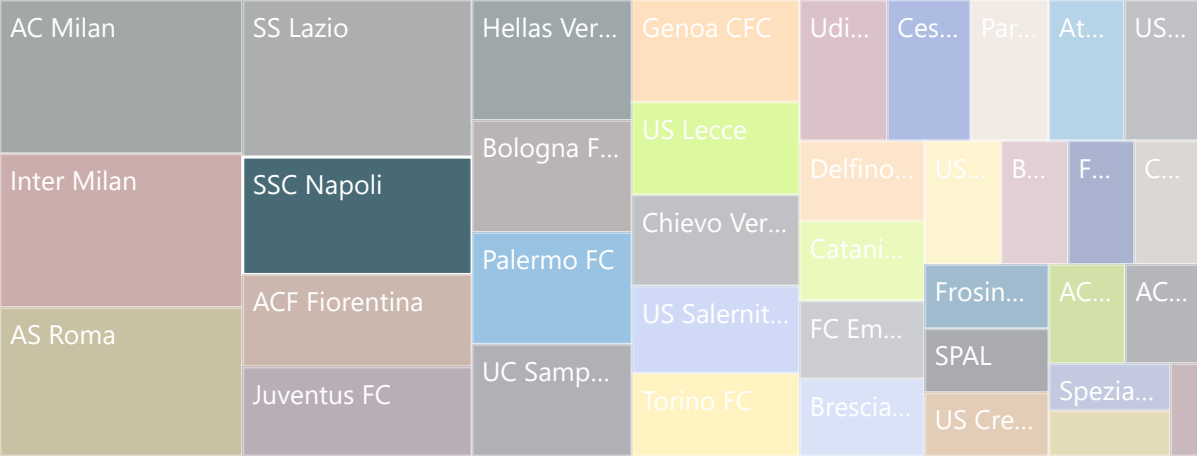 AC Milan
Inter Milan
AS Roma
SS Lazio
SSC Napoli
ACF Fiorentina
Juventus FC
Hellas Ver...
Bologna F...
Palermo FC
UC Samp...
Genoa CFC
US Lecce
Chievo Ver...
US Salernit...
Torino FC
Udi...
Ces...
Par...
At...
US...
Delfino...
Catani...
FC Em...
Brescia...
US...
B...
F...
C...
Frosin...
SPAL
US Cre...
AC...
AC...
Spezia...